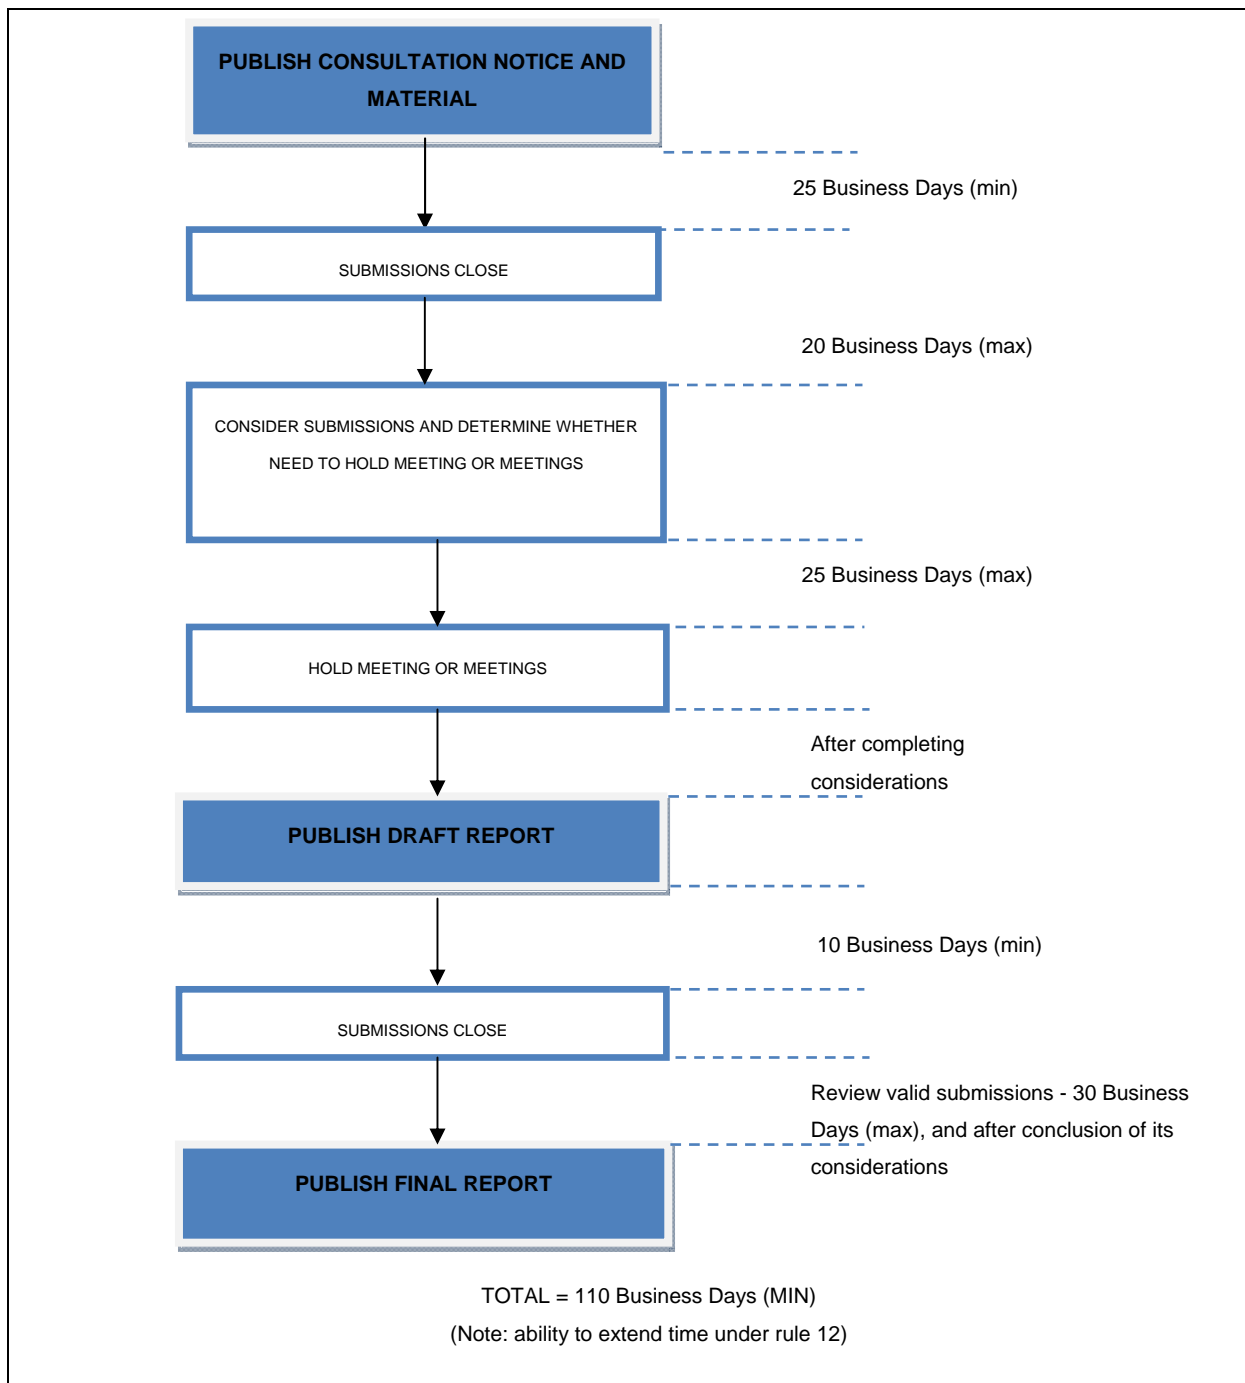 PUBLISH CONSULTATION NOTICE AND
MATERIAL
25 Business Days (min)
SUBMISSIONS CLOSE
20 Business Days (max)
CONSIDER SUBMISSIONS AND DETERMINE WHETHER
NEED TO HOLD MEETING OR MEETINGS
25 Business Days (max)
HOLD MEETING OR MEETINGS
After completing
considerations
PUBLISH DRAFT REPORT
10 Business Days (min)
SUBMISSIONS CLOSE
Review valid submissions - 30 Business
Days (max), and after conclusion of its
considerations
PUBLISH FINAL REPORT
TOTAL = 110 Business Days (MIN)
(Note: ability to extend time under rule 12)